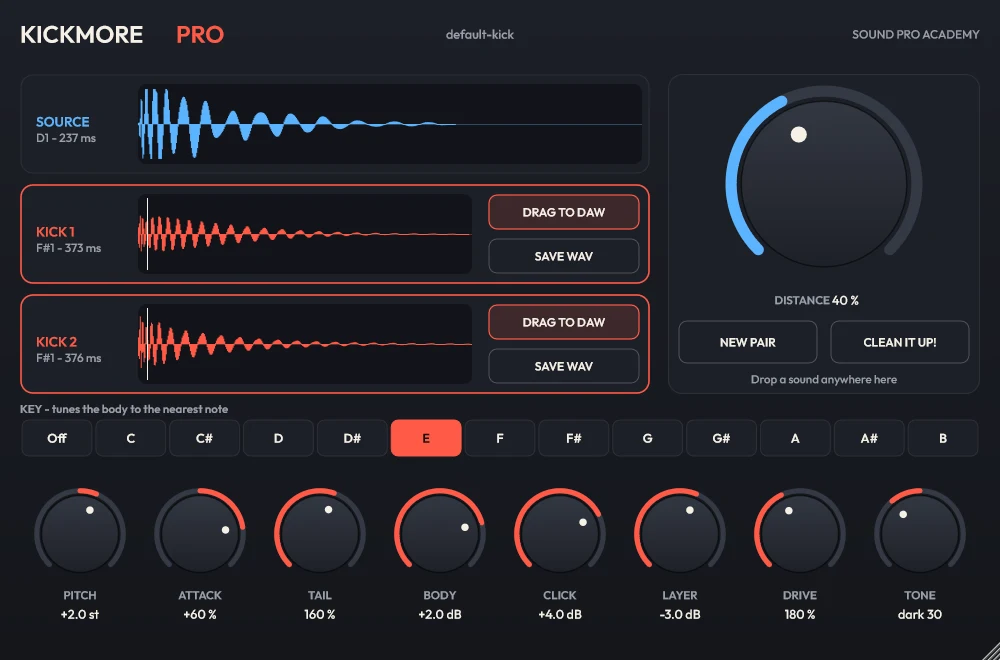 KICKMORE PRO
default-kick
SOUND PRO ACADEMY
SOURCE
D1 - 237 ms
KICK 1
F#1 - 373 ms
DRAG TO DAW
SAVE WAV
KICK 2
F#1 - 376 ms
DRAG TO DAW
SAVE WAV
DISTANCE 40 %
NEW PAIR
CLEAN IT UP!
Drop a sound anywhere here
KEY - tunes the body to the nearest note
Off C C# D D# E F F# G G# A A# B
PITCH ATTACK TAIL BODY CLICK LAYER DRIVE TONE
+2.0 st +60 % 160 % +2.0 dB +4.0 dB -3.0 dB 180 % dark 30